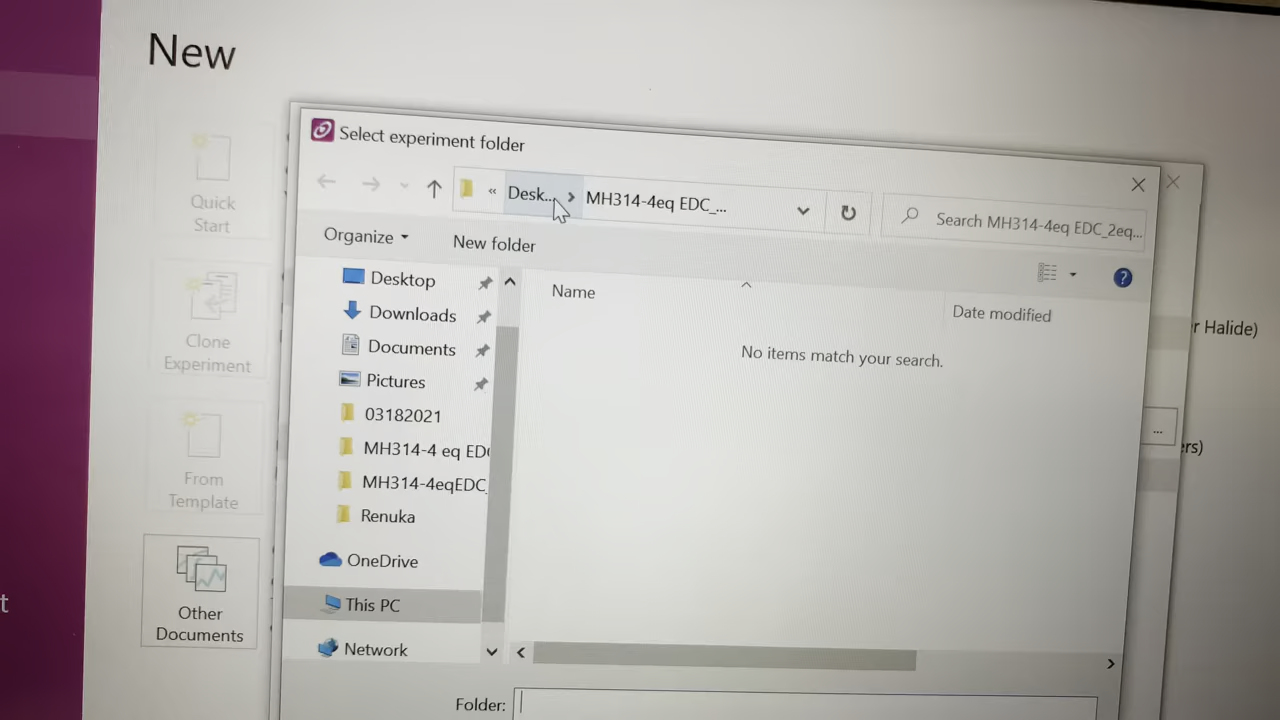 New
Select experiment folder
« Desk... > MH314-4eq EDC_...
Search MH314-4eq EDC_2eq...
Organize
New folder
Quick
Start
Clone
Experiment
From
Template
Other
Documents
Desktop
Downloads
Documents
Pictures
03182021
MH314-4 eq ED
MH314-4eqEDC_
Renuka
OneDrive
This PC
Network
Name
Date modified
No items match your search.
r Halide)
...
rs)
t
Folder: